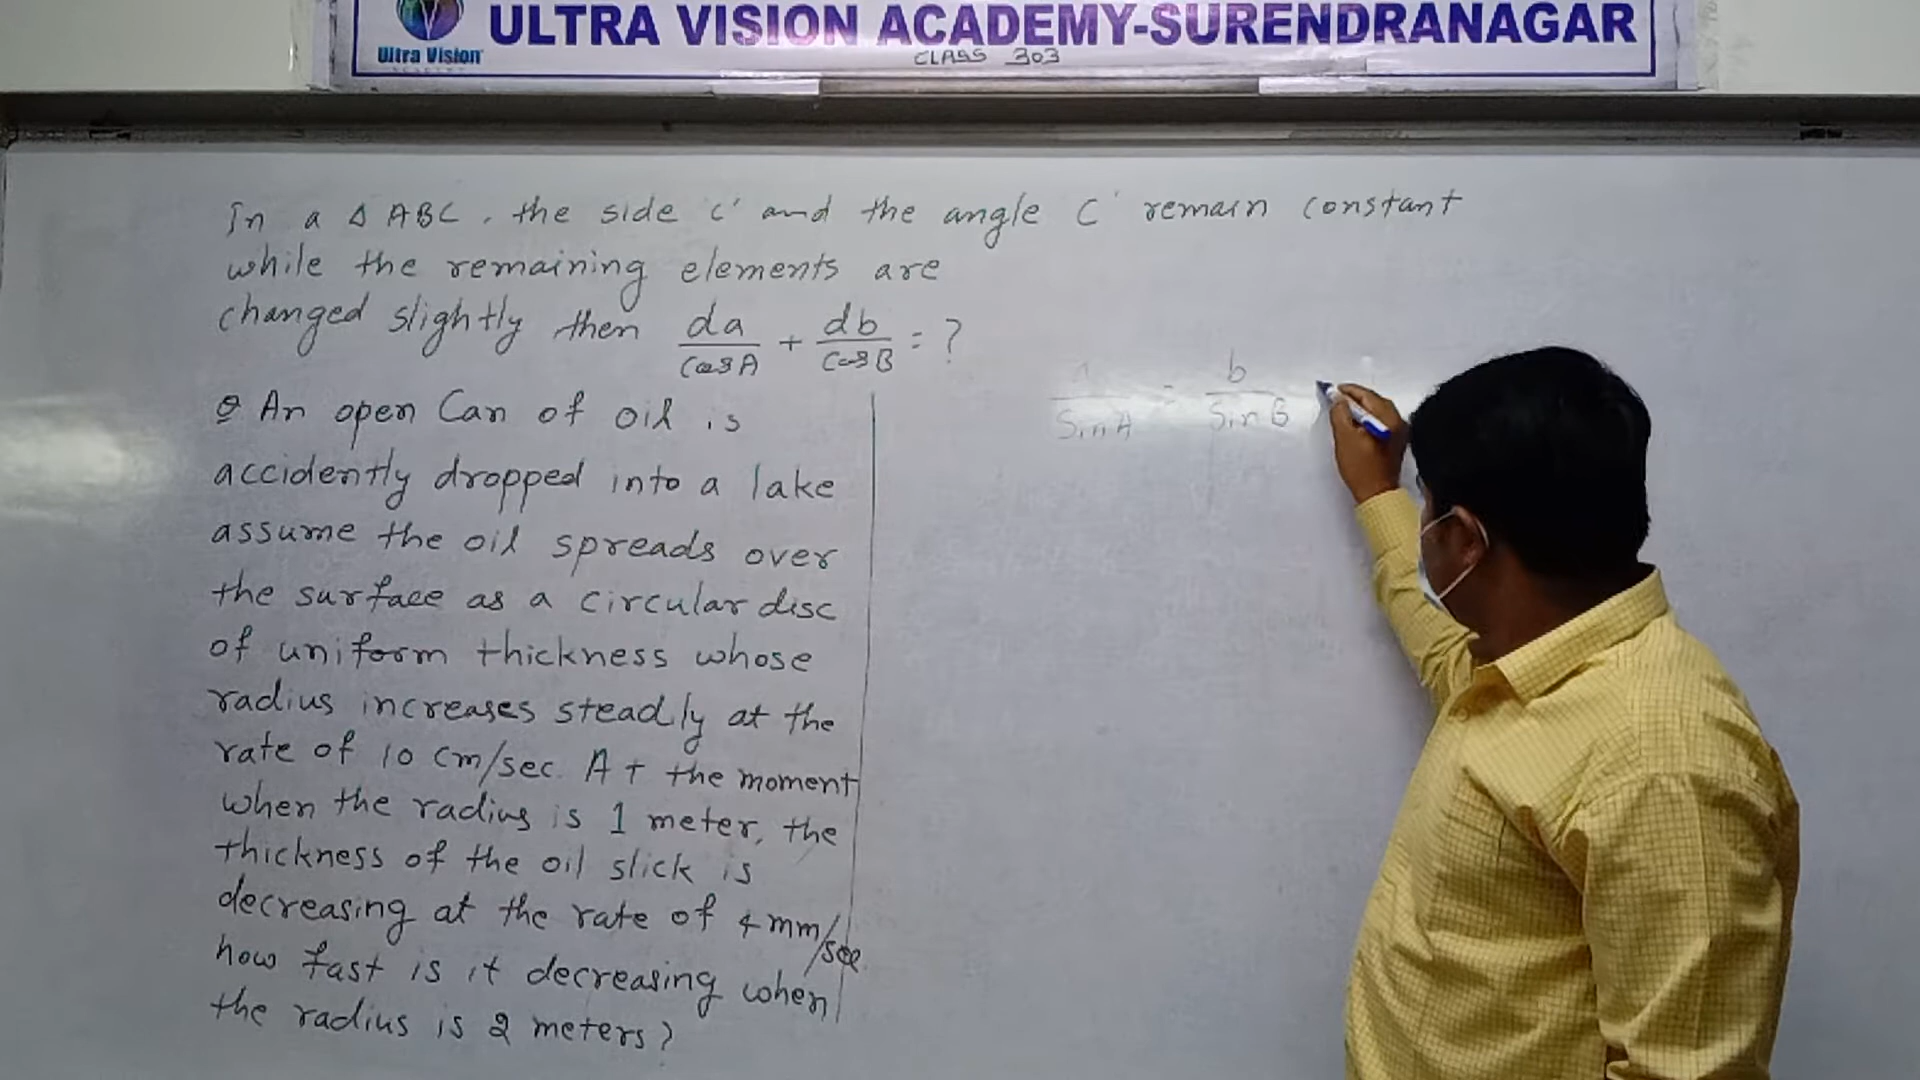 ULTRA VISION ACADEMY-SURENDRANAGAR
Ultra Vision
CLASS 303
In a Δ ABC, the side c' and the angle C' remain constant
while the remaining elements are
changed slightly then da/CosA + db/CosB = ?
Q An open Can of oil is
accidently dropped into a lake
assume the oil spreads over
the surface as a circular disc
of uniform thickness whose
radius increases steadly at the
rate of 10 cm/sec. At the moment
when the radius is 1 meter, the
thickness of the oil slick is
decreasing at the rate of 4 mm/sec.
how fast is it decreasing when
the radius is 2 meters?
a/SinA = b/SinB